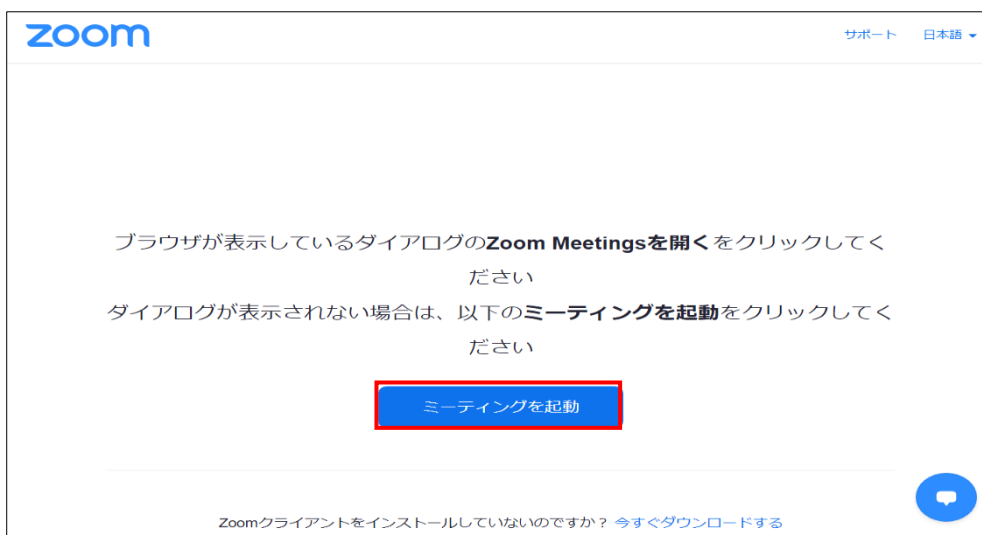 zoom
サポート 日本語
ブラウザが表示しているダイアログのZoom Meetingsを開くをクリックしてく
ださい
ダイアログが表示されない場合は、以下のミーティングを起動をクリックしてく
ださい
ミーティングを起動
Zoomクライアントをインストールしていないのですか？ 今すぐダウンロードする